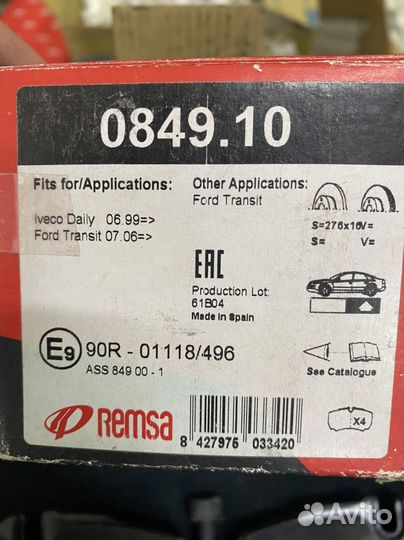 0849.10
Fits for/Applications:
Iveco Daily 06.99=>
Ford Transit 07.06=>
Other Applications:
Ford Transit
S=276x16V=
S= V=
EAC
Production Lot:
61B04
Made in Spain
E9 90R - 01118/496
ASS 849 00 - 1
See Catalogue
X4
Remsa
8 427975 033420
Avito